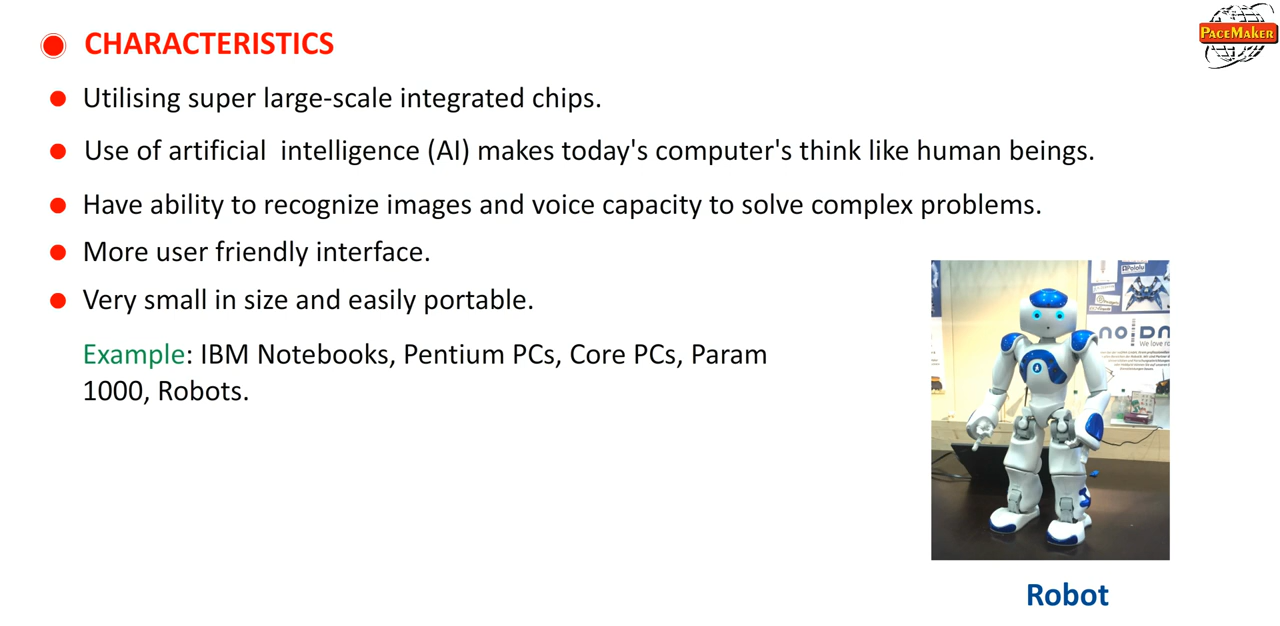 PACEMAKER
CHARACTERISTICS
Utilising super large-scale integrated chips.
Use of artificial  intelligence (AI) makes today's computer's think like human beings.
Have ability to recognize images and voice capacity to solve complex problems.
More user friendly interface.
Very small in size and easily portable.
Example: IBM Notebooks, Pentium PCs, Core PCs, Param
1000, Robots.
Pololu
Robot